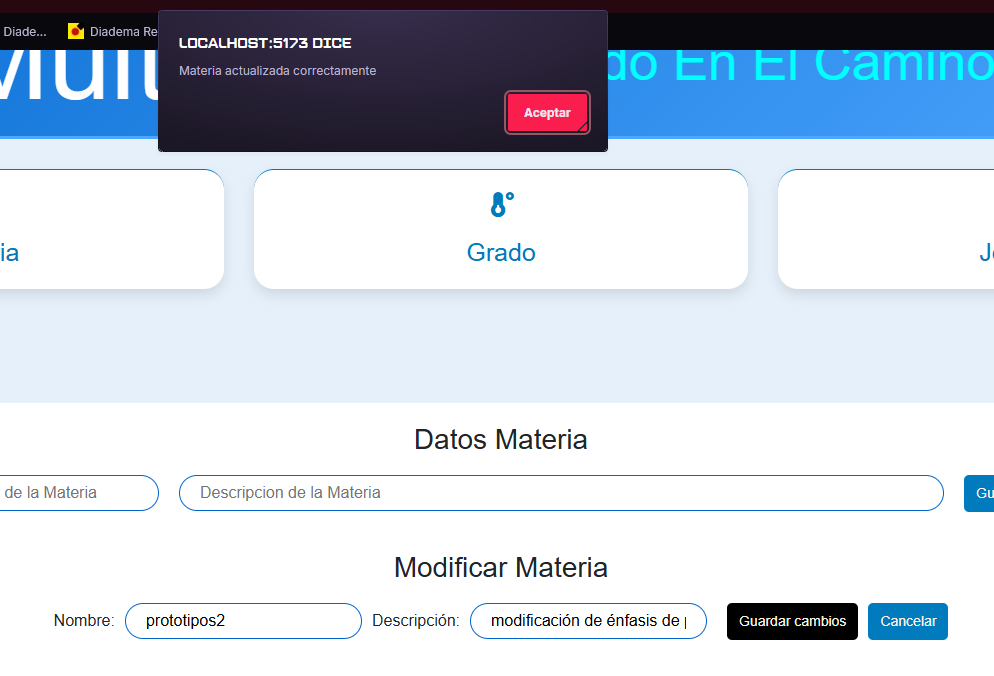 Diade...
Diadema Re
LOCALHOST:5173 DICE
Materia actualizada correctamente
Aceptar
do En El Camino
ia
Grado
Datos Materia
de la Materia
Descripcion de la Materia
Gu
Modificar Materia
Nombre:
prototipos2
Descripción:
modificación de énfasis de
Guardar cambios
Cancelar